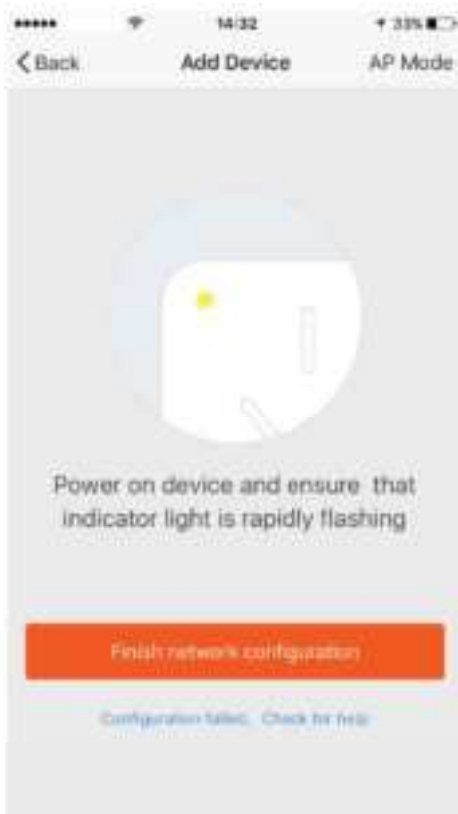 14:32
33%
Back
Add Device
AP Mode
Power on device and ensure that
indicator light is rapidly flashing
Finish network configuration
Configuration failed, Check for help